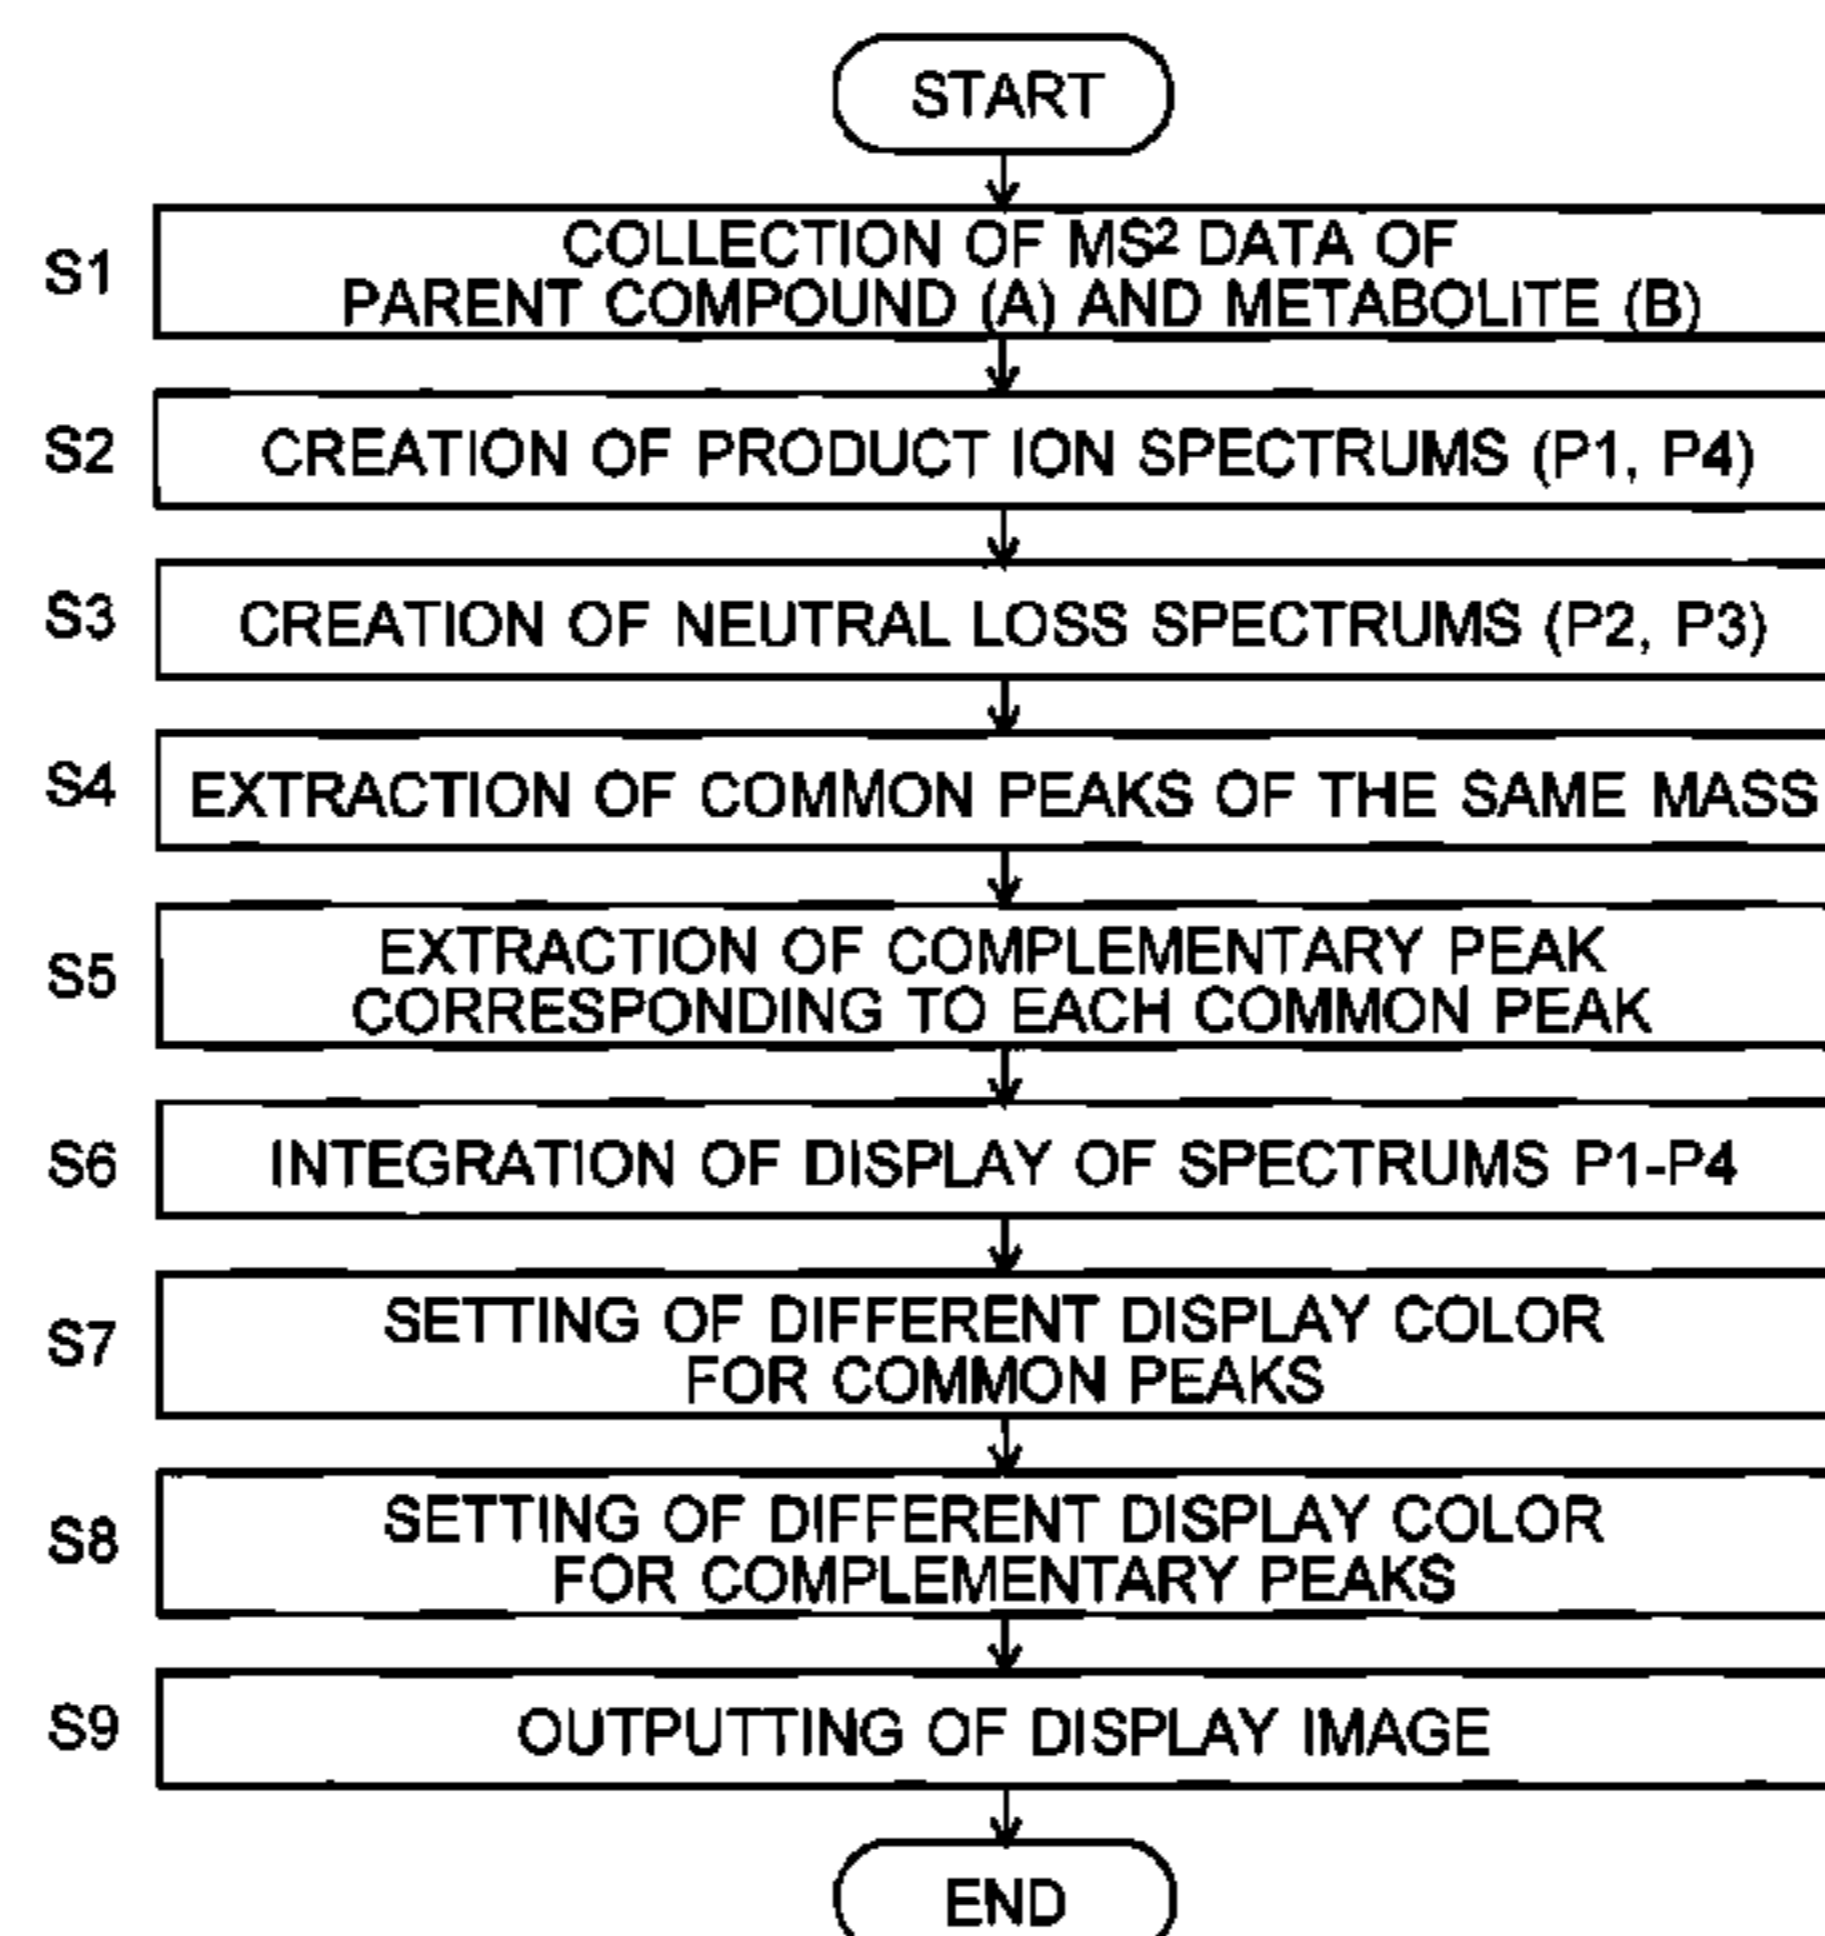 START
S1
COLLECTION OF MS² DATA OF
PARENT COMPOUND (A) AND METABOLITE (B)
S2
CREATION OF PRODUCT ION SPECTRUMS (P1, P4)
S3
CREATION OF NEUTRAL LOSS SPECTRUMS (P2, P3)
S4
EXTRACTION OF COMMON PEAKS OF THE SAME MASS
S5
EXTRACTION OF COMPLEMENTARY PEAK
CORRESPONDING TO EACH COMMON PEAK
S6
INTEGRATION OF DISPLAY OF SPECTRUMS P1-P4
S7
SETTING OF DIFFERENT DISPLAY COLOR
FOR COMMON PEAKS
S8
SETTING OF DIFFERENT DISPLAY COLOR
FOR COMPLEMENTARY PEAKS
S9
OUTPUTTING OF DISPLAY IMAGE
END